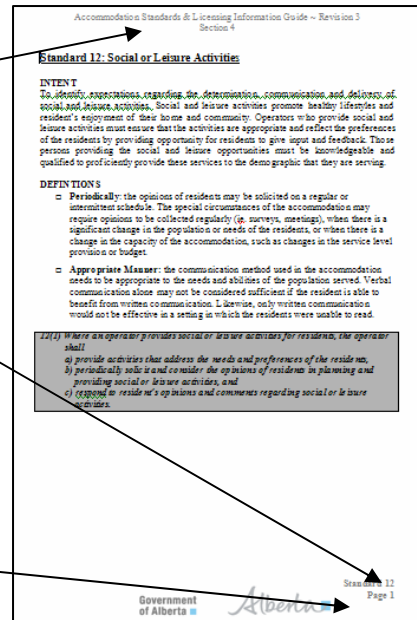 Accommodation Standards & Licensing Information Guide ~ Revision 3
Section 4
Standard 12: Social or Leisure Activities
INTENT
To identify expectations regarding the determination, communication and delivery of
social and leisure activities. Social and leisure activities promote healthy lifestyles and
resident's enjoyment of their home and community. Operators who provide social and
leisure activities must ensure that the activities are appropriate and reflect the preferences
of the residents by providing opportunity for residents to give input and feedback. Those
persons providing the social and leisure opportunities must be knowledgeable and
qualified to proficiently provide these services to the demographic that they are serving.
DEFINTIONS
Periodically: the opinions of residents may be solicited on a regular or
intermittent schedule. The special circumstances of the accommodation may
require opinions to be collected regularly (ie. surveys, meetings), when there is a
significant change in the population or needs of the residents, or when there is a
change in the capacity of the accommodation, such as changes in the service level
provision or budget.
Appropriate Manner: the communication method used in the accommodation
needs to be appropriate to the needs and abilities of the population served. Verbal
communication alone may not be considered sufficient if the resident is able to
benefit from written communication. Likewise, only written communication
would not be effective in a setting in which the residents were unable to read.
12(1) Where an operator provides social or leisure activities for residents, the operator
shall
a) provide activities that address the needs and preferences of the residents,
b) periodically solicit and consider the opinions of residents in planning and
providing social or leisure activities, and
c) respond to resident's opinions and comments regarding social or leisure
activities.
Standard 12
Page 1
Government
of Alberta
Alberta